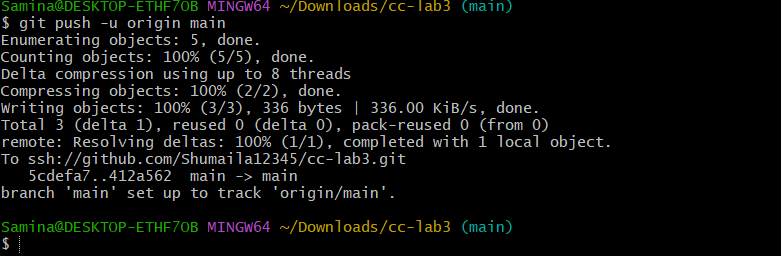 Samina@DESKTOP-ETHF7OB MINGW64 ~/Downloads/cc-lab3 (main)
$ git push -u origin main
Enumerating objects: 5, done.
Counting objects: 100% (5/5), done.
Delta compression using up to 8 threads
Compressing objects: 100% (2/2), done.
Writing objects: 100% (3/3), 336 bytes | 336.00 KiB/s, done.
Total 3 (delta 1), reused 0 (delta 0), pack-reused 0 (from 0)
remote: Resolving deltas: 100% (1/1), completed with 1 local object.
To ssh://github.com/Shumaila12345/cc-lab3.git
   5cdefa7..412a562  main -> main
branch 'main' set up to track 'origin/main'.
Samina@DESKTOP-ETHF7OB MINGW64 ~/Downloads/cc-lab3 (main)
$